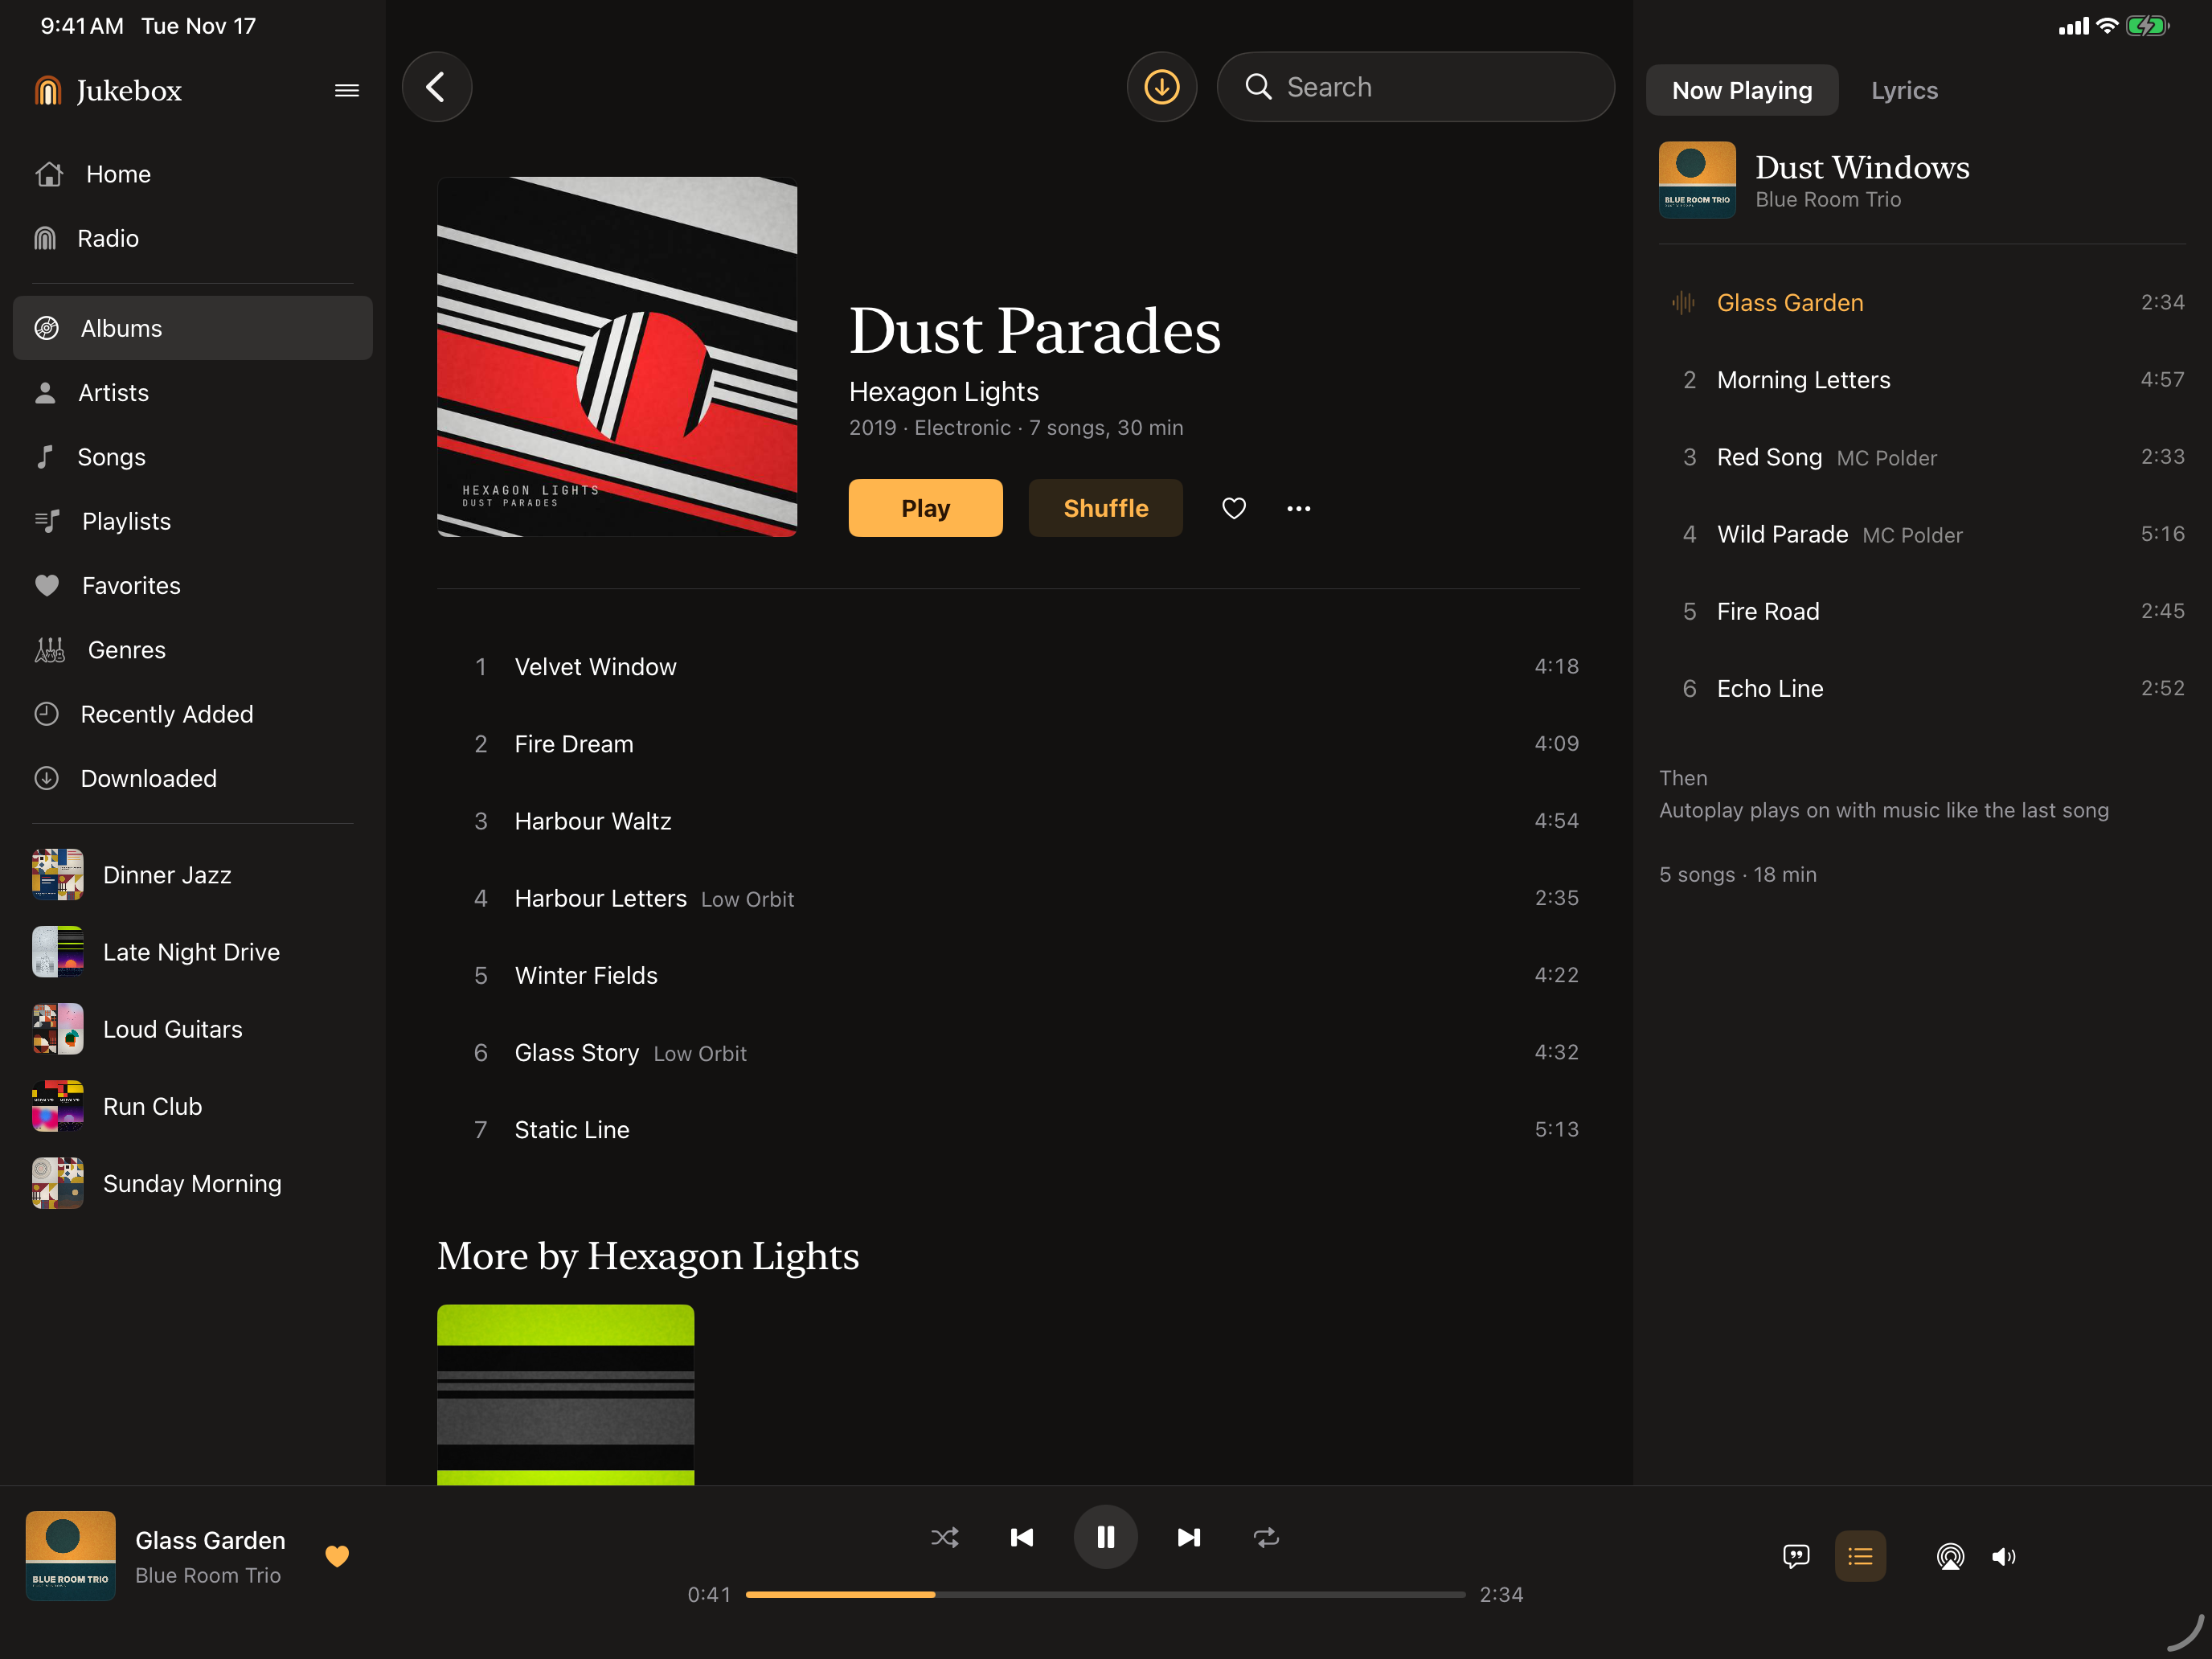 9:41 AM Tue Nov 17
Jukebox
Home
Radio
Albums
Artists
Songs
Playlists
Favorites
Genres
Recently Added
Downloaded
Dinner Jazz
Late Night Drive
Loud Guitars
Run Club
Sunday Morning
Search
HEXAGON LIGHTS
DUST PARADES
Dust Parades
Hexagon Lights
2019 · Electronic · 7 songs, 30 min
Play
Shuffle
1 Velvet Window 4:18
2 Fire Dream 4:09
3 Harbour Waltz 4:54
4 Harbour Letters Low Orbit 2:35
5 Winter Fields 4:22
6 Glass Story Low Orbit 4:32
7 Static Line 5:13
More by Hexagon Lights
Now Playing Lyrics
BLUE ROOM TRIO
Dust Windows
Blue Room Trio
Glass Garden 2:34
2 Morning Letters 4:57
3 Red Song MC Polder 2:33
4 Wild Parade MC Polder 5:16
5 Fire Road 2:45
6 Echo Line 2:52
Then
Autoplay plays on with music like the last song
5 songs · 18 min
BLUE ROOM TRIO
Glass Garden
Blue Room Trio
0:41 2:34